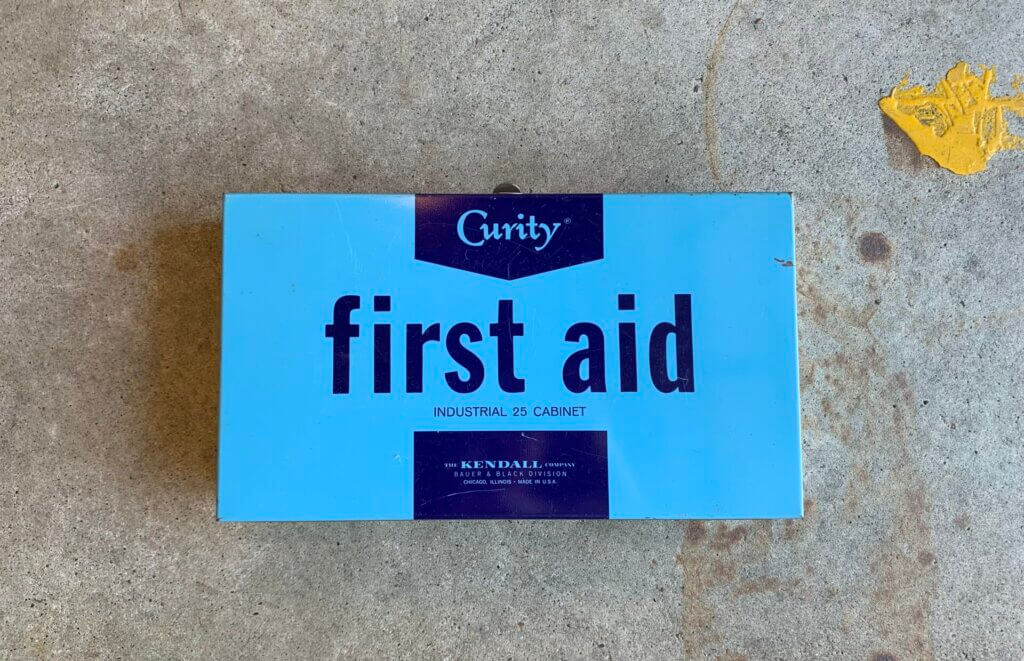 Curity®
first aid
INDUSTRIAL 25 CABINET
THE KENDALL COMPANY
BAUER & BLACK DIVISION
CHICAGO, ILLINOIS • MADE IN U.S.A.